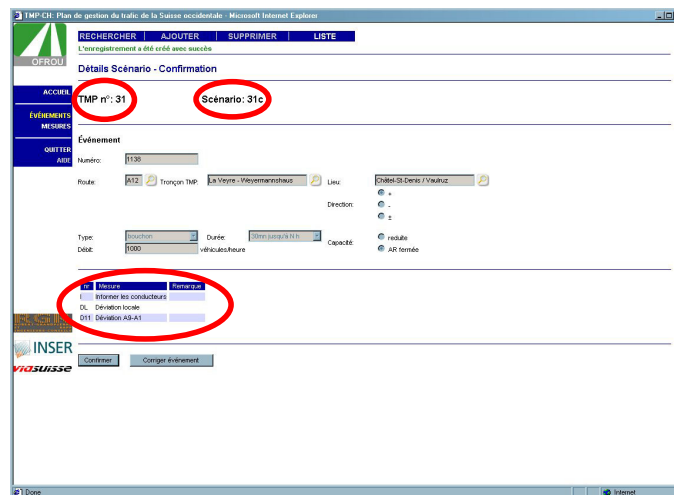 TMP-CH: Plan de gestion du trafic de la Suisse occidentale - Microsoft Internet Explorer
RECHERCHER | AJOUTER | SUPPRIMER | LISTE
L'enregistrement a été créé avec succès
OFROU
Détails Scénario - Confirmation
ACCUEIL
TMP n°: 31 Scénario: 31c
ÉVÉNEMENTS
MESURES
QUITTER
AIDE
Événement
Numéro: 1138
Route: A12 Tronçon TMP: La Veyre - Weyermannshaus Lieu: Châtel-St-Denis / Vaulruz
Direction: +
-
±
Type: bouchon Durée: 30mn jusqu'à N h Capacité: reduite
Débit: 1000 véhicules/heure AR fermée
nr Mesure Remarque
I Informer les conducteurs
DL Déviation locale
D11 Déviation A9-A1
INSER
viasuisse
Confirmer Corriger événement
Done Internet